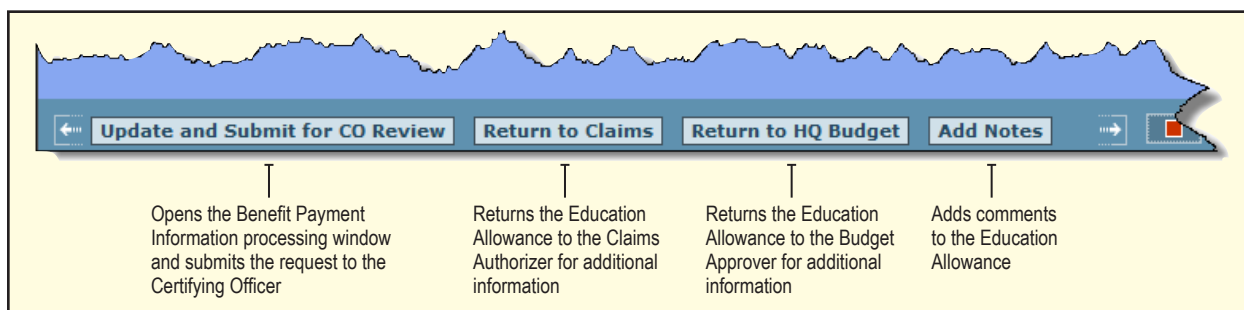 Update and Submit for CO Review Return to Claims Return to HQ Budget Add Notes
Opens the Benefit Payment
Information processing window
and submits the request to the
Certifying Officer
Returns the Education
Allowance to the Claims
Authorizer for additional
information
Returns the Education
Allowance to the Budget
Approver for additional
information
Adds comments
to the Education
Allowance